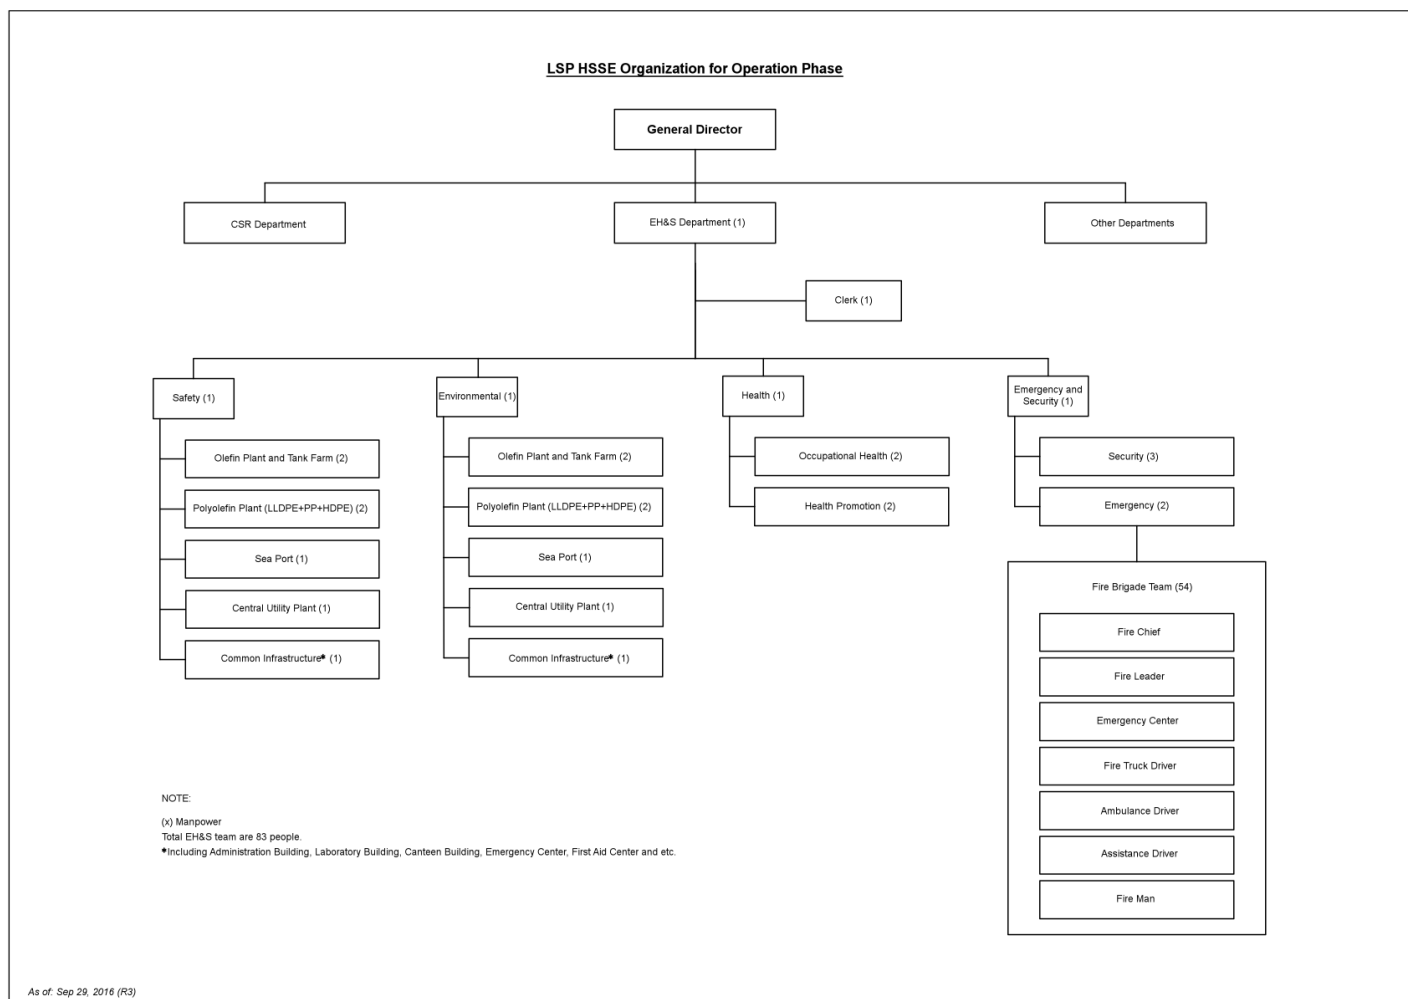 LSP HSSE Organization for Operation Phase
General Director
CSR Department
EH&S Department (1)
Other Departments
Clerk (1)
Safety (1)
Olefin Plant and Tank Farm (2)
Polyolefin Plant (LLDPE+PP+HDPE) (2)
Sea Port (1)
Central Utility Plant (1)
Common Infrastructure* (1)
Environmental (1)
Olefin Plant and Tank Farm (2)
Polyolefin Plant (LLDPE+PP+HDPE) (2)
Sea Port (1)
Central Utility Plant (1)
Common Infrastructure* (1)
Health (1)
Occupational Health (2)
Health Promotion (2)
Emergency and
Security (1)
Security (3)
Emergency (2)
Fire Brigade Team (54)
Fire Chief
Fire Leader
Emergency Center
Fire Truck Driver
Ambulance Driver
Assistance Driver
Fire Man
NOTE:
(x) Manpower
Total EH&S team are 83 people.
*Including Administration Building, Laboratory Building, Canteen Building, Emergency Center, First Aid Center and etc.
As of: Sep 29, 2016 (R3)